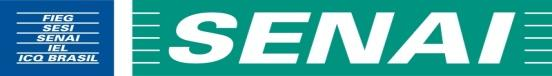 FIEG
SESI
SENAI
IEL
ICQ BRASIL
SENAI